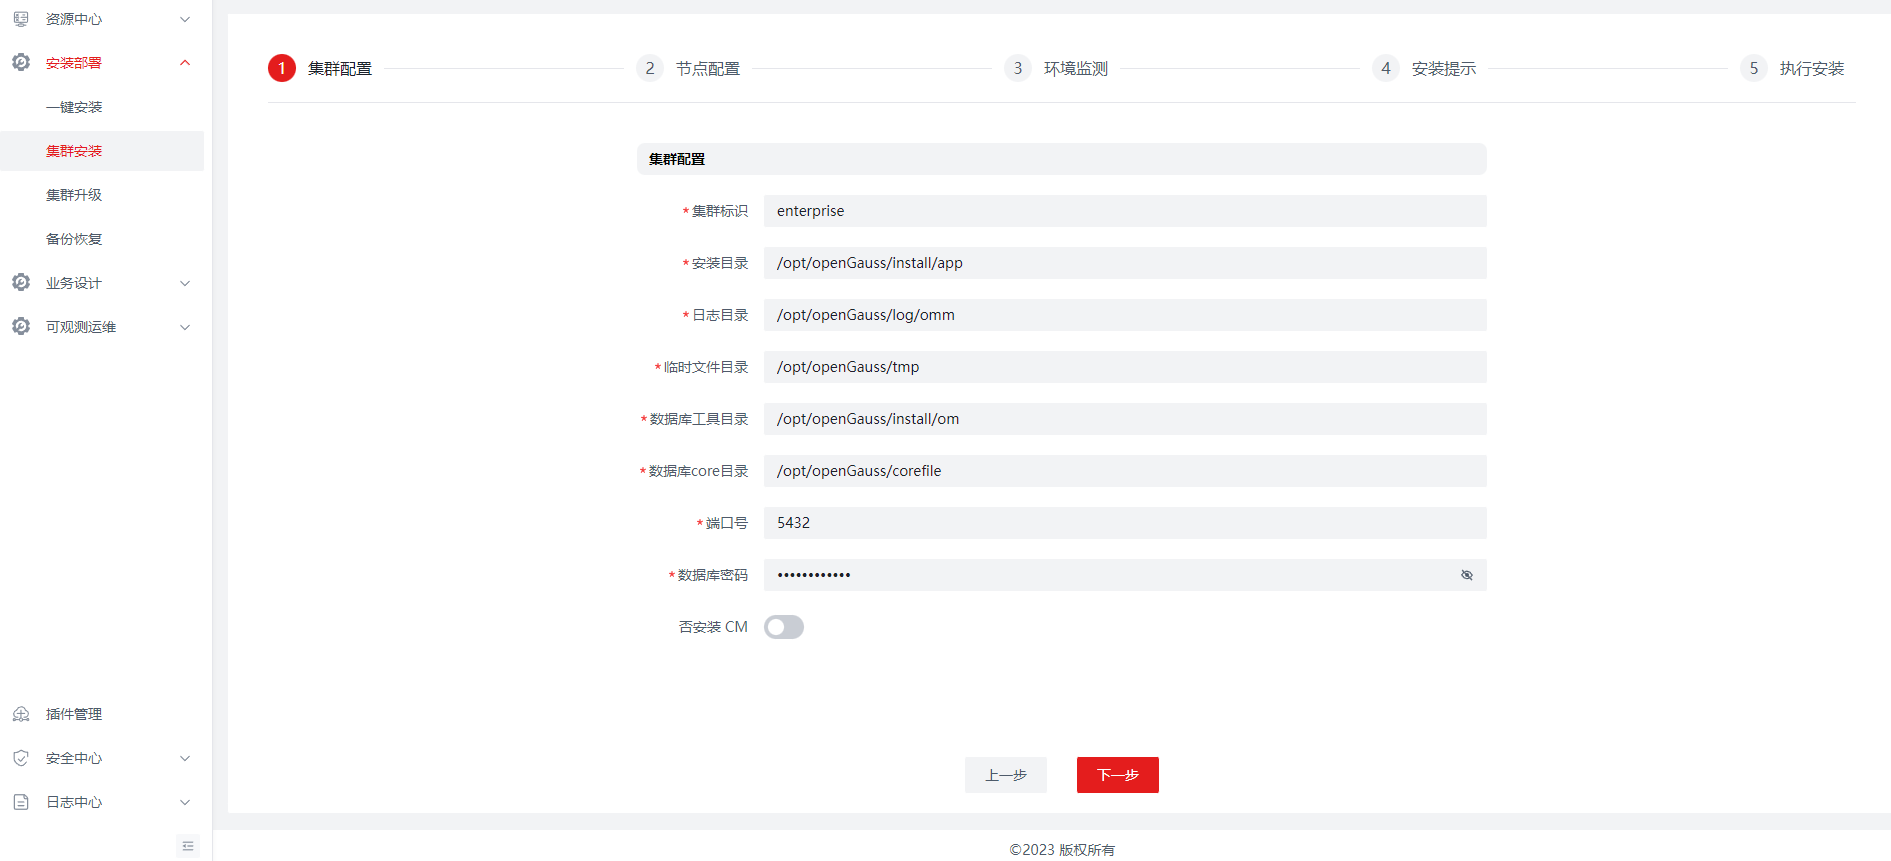 资源中心
安装部署
一键安装
集群安装
集群升级
备份恢复
业务设计
可观测运维
插件管理
安全中心
日志中心
1 集群配置 2 节点配置 3 环境监测 4 安装提示 5 执行安装
集群配置
*集群标识 enterprise
*安装目录 /opt/openGauss/install/app
*日志目录 /opt/openGauss/log/omm
*临时文件目录 /opt/openGauss/tmp
*数据库工具目录 /opt/openGauss/install/om
*数据库core目录 /opt/openGauss/corefile
*端口号 5432
*数据库密码 ••••••••••••
否安装 CM
上一步 下一步
©2023 版权所有